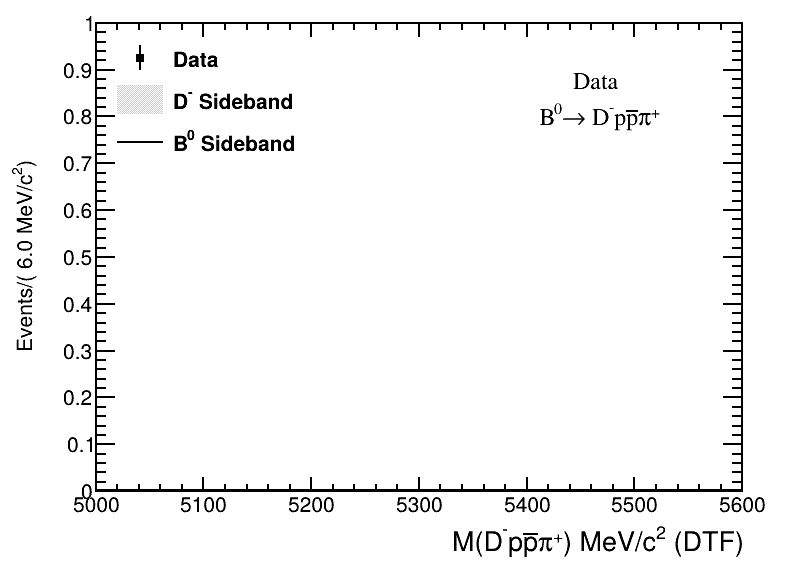 Data
D⁻ Sideband
B⁰ Sideband
Data
B⁰→ D⁻pp̅π⁺
Events/( 6.0 MeV/c²)
1
0.9
0.8
0.7
0.6
0.5
0.4
0.3
0.2
0.1
0
5000 5100 5200 5300 5400 5500 5600
M(D⁻pp̅π⁺) MeV/c² (DTF)